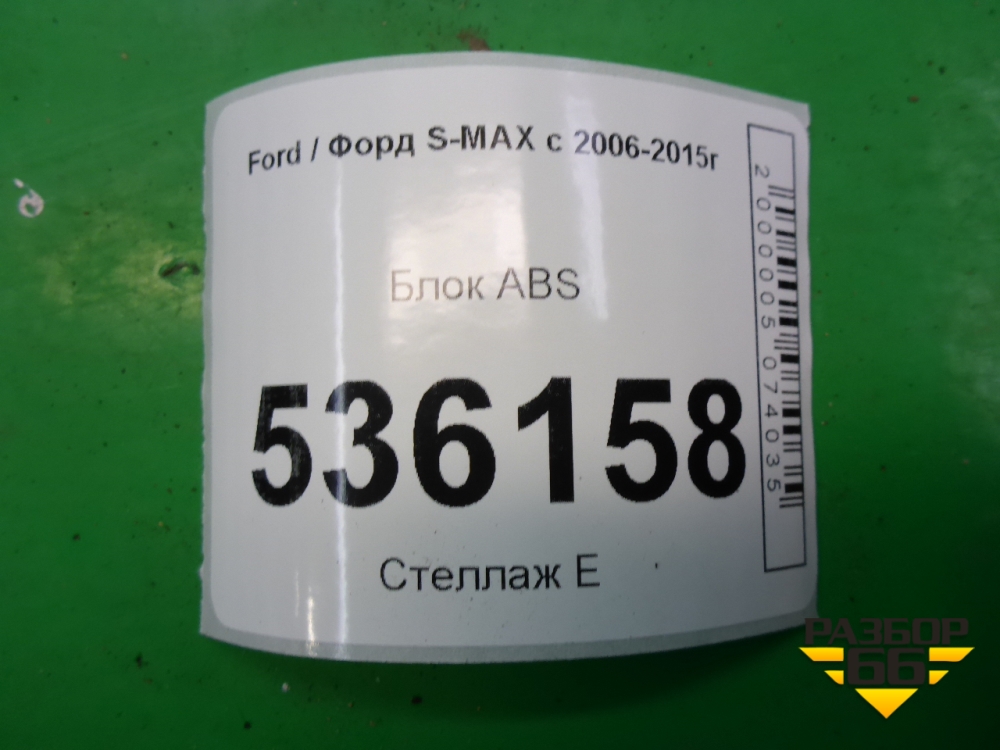 Ford / Форд S-MAX с 2006-2015г
Блок ABS
536158
Стеллаж E
2000005074035
РАЗБОР
66